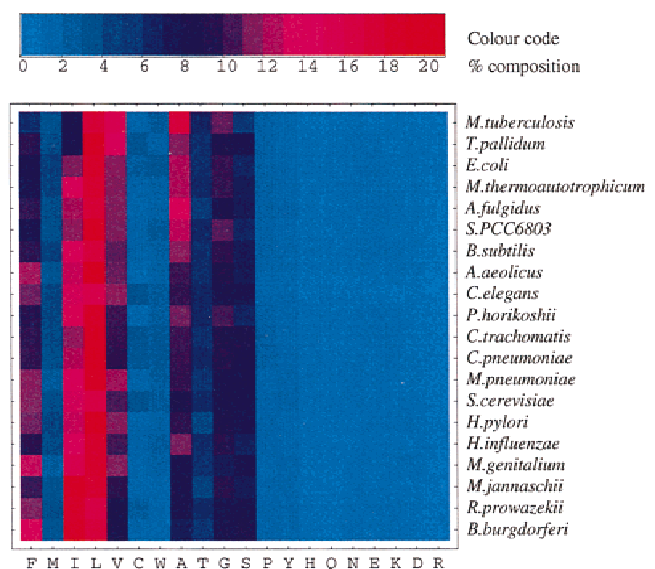 0 2 4 6 8 10 12 14 16 18 20
Colour code
% composition
M.tuberculosis
T.pallidum
E.coli
M.thermoautotrophicum
A.fulgidus
S.PCC6803
B.subtilis
A.aeolicus
C.elegans
P.horikoshii
C.trachomatis
C.pneumoniae
M.pneumoniae
S.cerevisiae
H.pylori
H.influenzae
M.genitalium
M.jannaschii
R.prowazekii
B.burgdorferi
F M I L V C W A T G S P Y H Q N E K D R